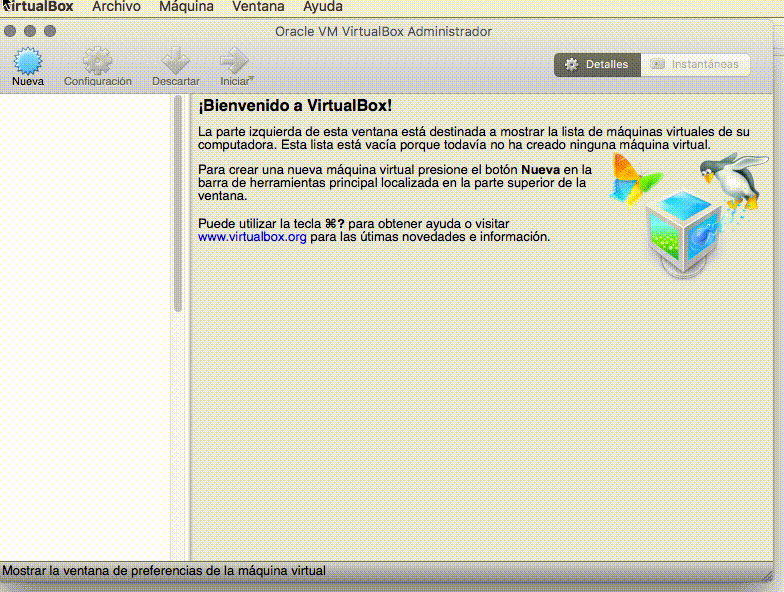 irtualBox Archivo Máquina Ventana Ayuda
Oracle VM VirtualBox Administrador
Nueva Configuración Descartar Iniciar Detalles Instantáneas
¡Bienvenido a VirtualBox!
La parte izquierda de esta ventana está destinada a mostrar la lista de máquinas virtuales de su
computadora. Esta lista está vacía porque todavía no ha creado ninguna máquina virtual.
Para crear una nueva máquina virtual presione el botón Nueva en la
barra de herramientas principal localizada en la parte superior de la
ventana.
Puede utilizar la tecla ⌘? para obtener ayuda o visitar
www.virtualbox.org para las útimas novedades e información.
Mostrar la ventana de preferencias de la máquina virtual